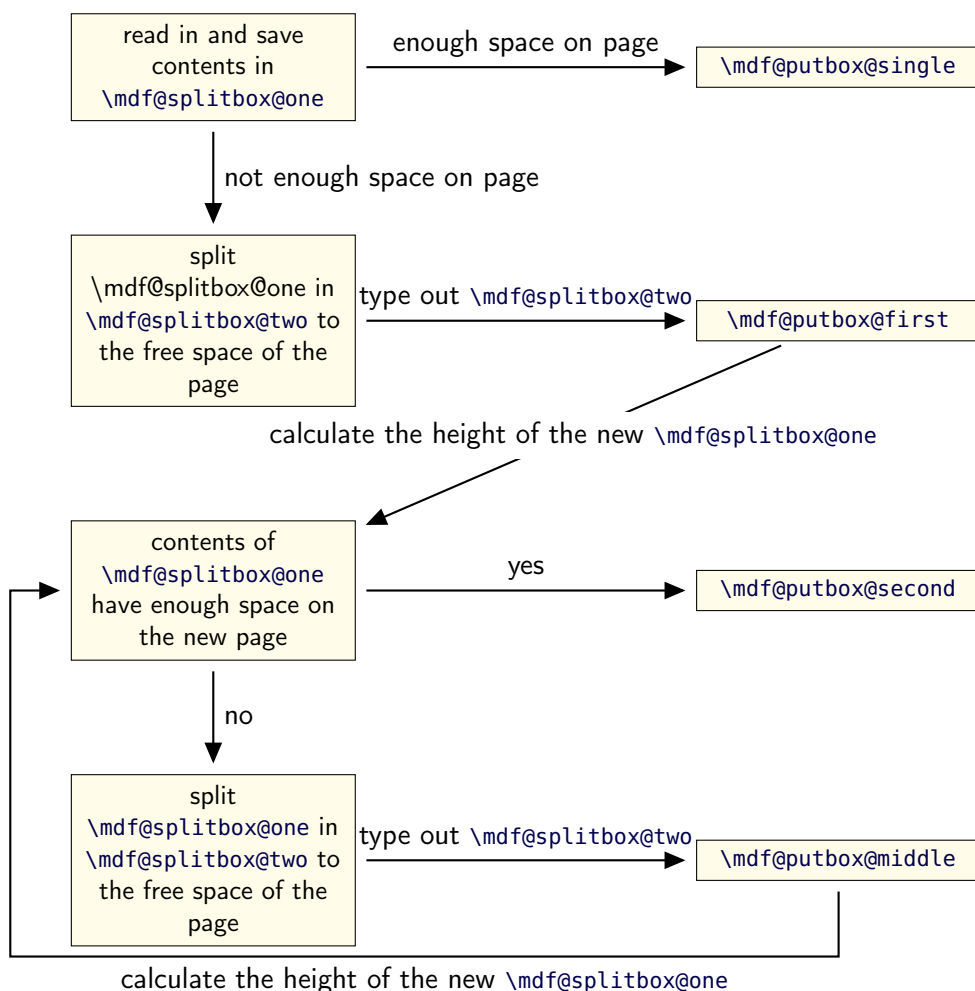 read in and save
contents in
\mdf@splitbox@one
enough space on page
\mdf@putbox@single
not enough space on page
split
\mdf@splitbox@one in
\mdf@splitbox@two to
the free space of the
page
type out \mdf@splitbox@two
\mdf@putbox@first
calculate the height of the new \mdf@splitbox@one
contents of
\mdf@splitbox@one
have enough space on
the new page
yes
\mdf@putbox@second
no
split
\mdf@splitbox@one in
\mdf@splitbox@two to
the free space of the
page
type out \mdf@splitbox@two
\mdf@putbox@middle
calculate the height of the new \mdf@splitbox@one